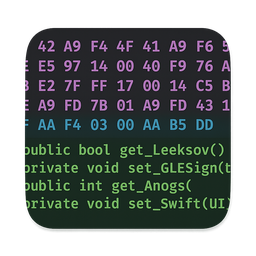 42 A9 F4 4F 41 A9 F6
E5 97 14 00 40 F9 76
E2 7F FF 17 00 14 C5
A9 FD 7B 01 A9 FD 43
AA F4 03 00 AA B5 DD
public bool get_Leeksov()
private void set_GLESign(t
public int get_Anogs(
private void set_Swift(UI)